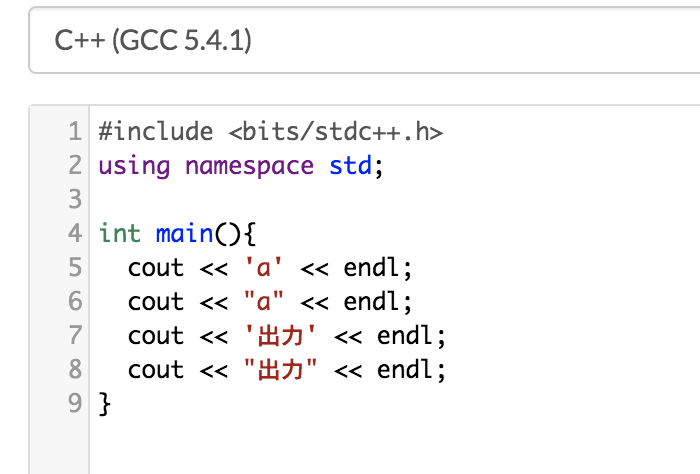 C++ (GCC 5.4.1)
1 #include <bits/stdc++.h>
2 using namespace std;
3
4 int main(){
5   cout << 'a' << endl;
6   cout << "a" << endl;
7   cout << '出力' << endl;
8   cout << "出力" << endl;
9 }